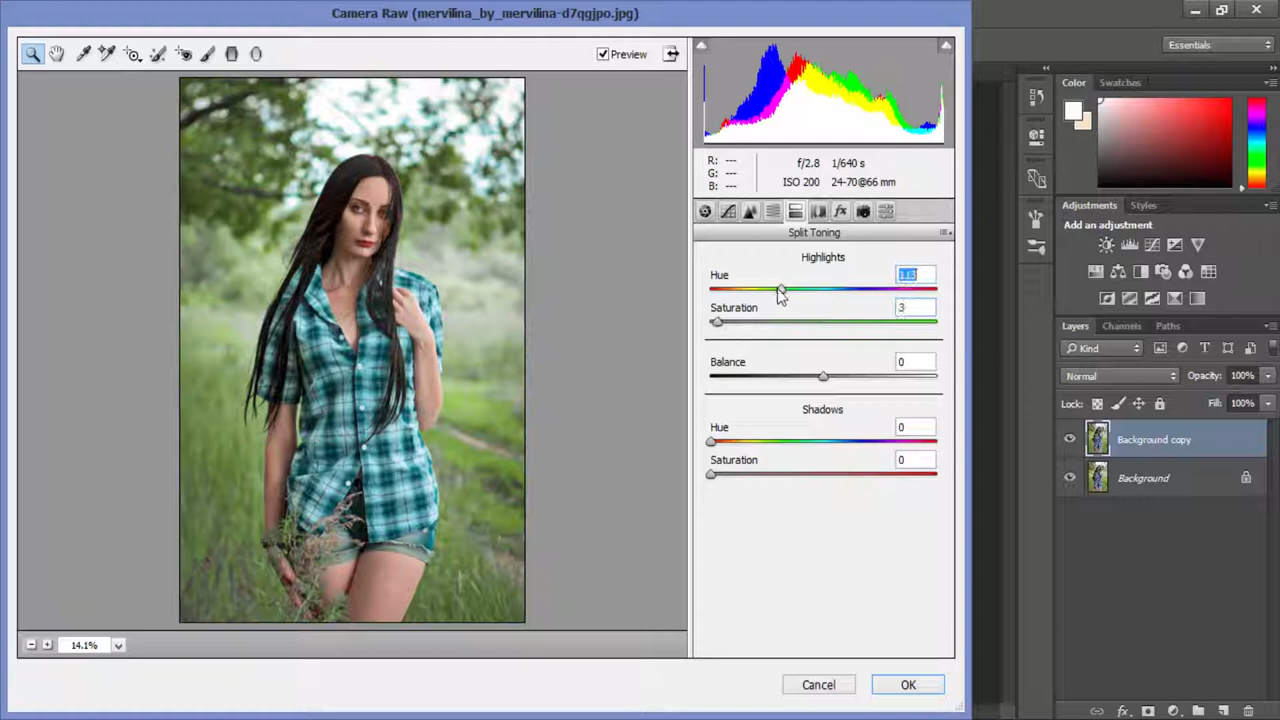 Camera Raw (mervilina_by_mervilina-d7qgjpo.jpg)
Essentials
Preview
Color Swatches
R: ---
G: ---
B: ---
f/2.8 1/640 s
ISO 200 24-70@66 mm
Split Toning
Highlights
Hue
Saturation 3
Balance 0
Shadows
Hue 0
Saturation 0
Adjustments Styles
Add an adjustment
fx
Layers Channels Paths
Kind
Normal Opacity: 100%
Lock: Fill: 100%
Background copy
Background
14.1%
Cancel OK
fx